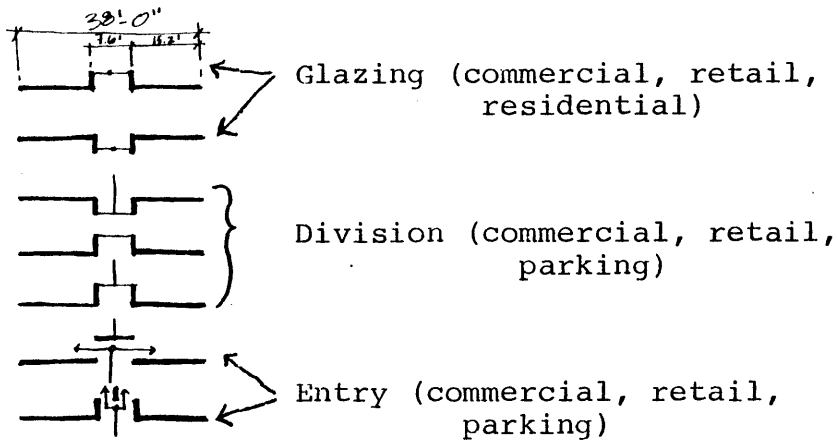 38'-0"
7.6' 15.2'
Glazing (commercial, retail,
residential)
Division (commercial, retail,
parking)
Entry (commercial, retail,
parking)